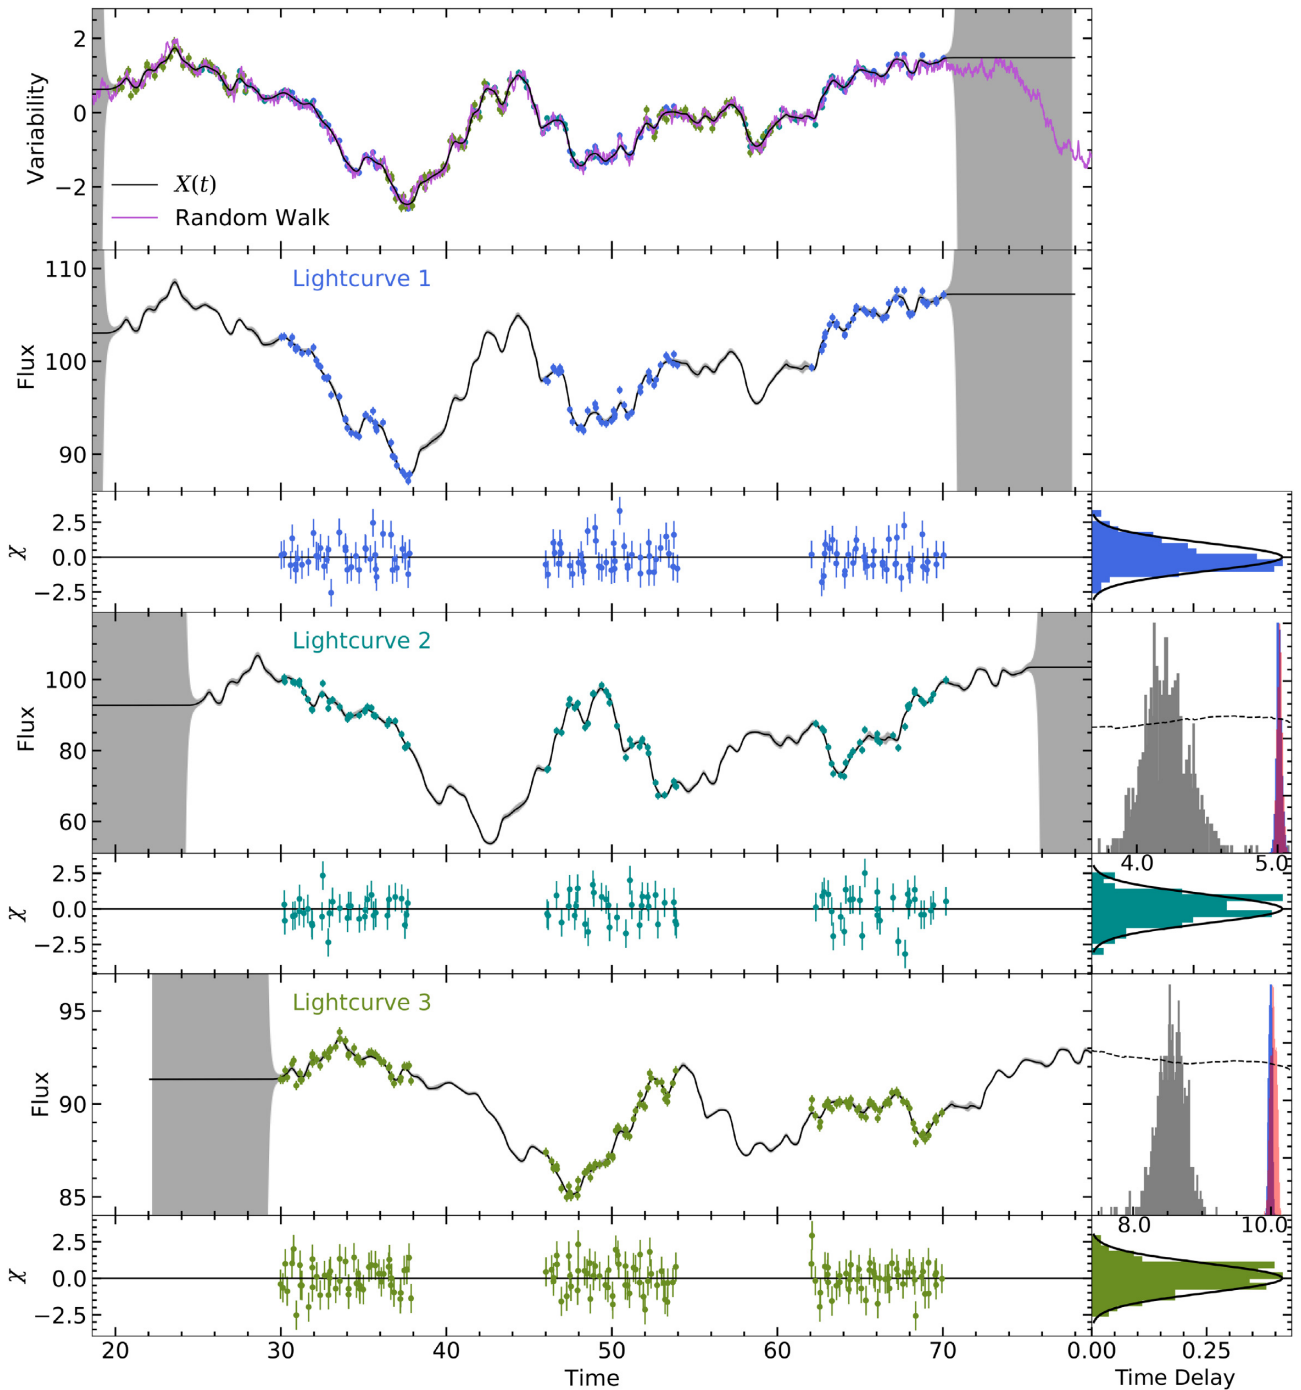 2
0
−2
Variability
X(t)
Random Walk
110
100
90
Flux
Lightcurve 1
2.5
0.0
−2.5
χ
100
80
60
Flux
Lightcurve 2
4.0 5.0
2.5
0.0
−2.5
χ
95
90
85
Flux
Lightcurve 3
8.0 10.0
2.5
0.0
−2.5
χ
20 30 40 50 60 70 0.00 0.25
Time Time Delay